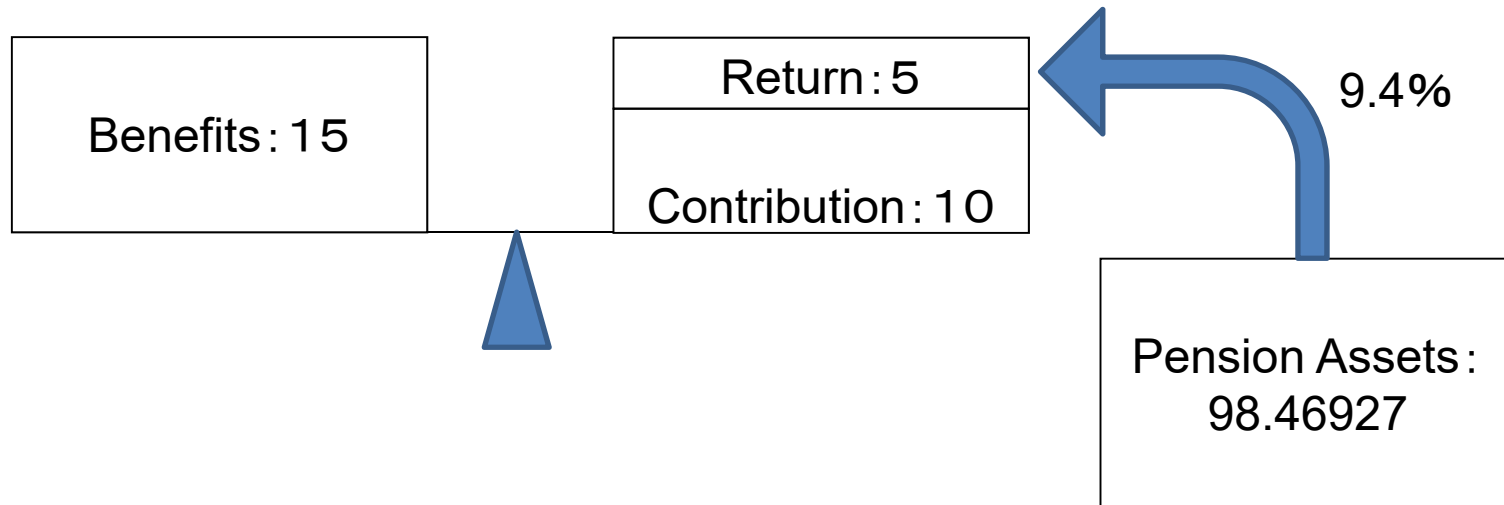 Benefits：15
Return：5
Contribution：10
9.4%
Pension Assets：
98.46927